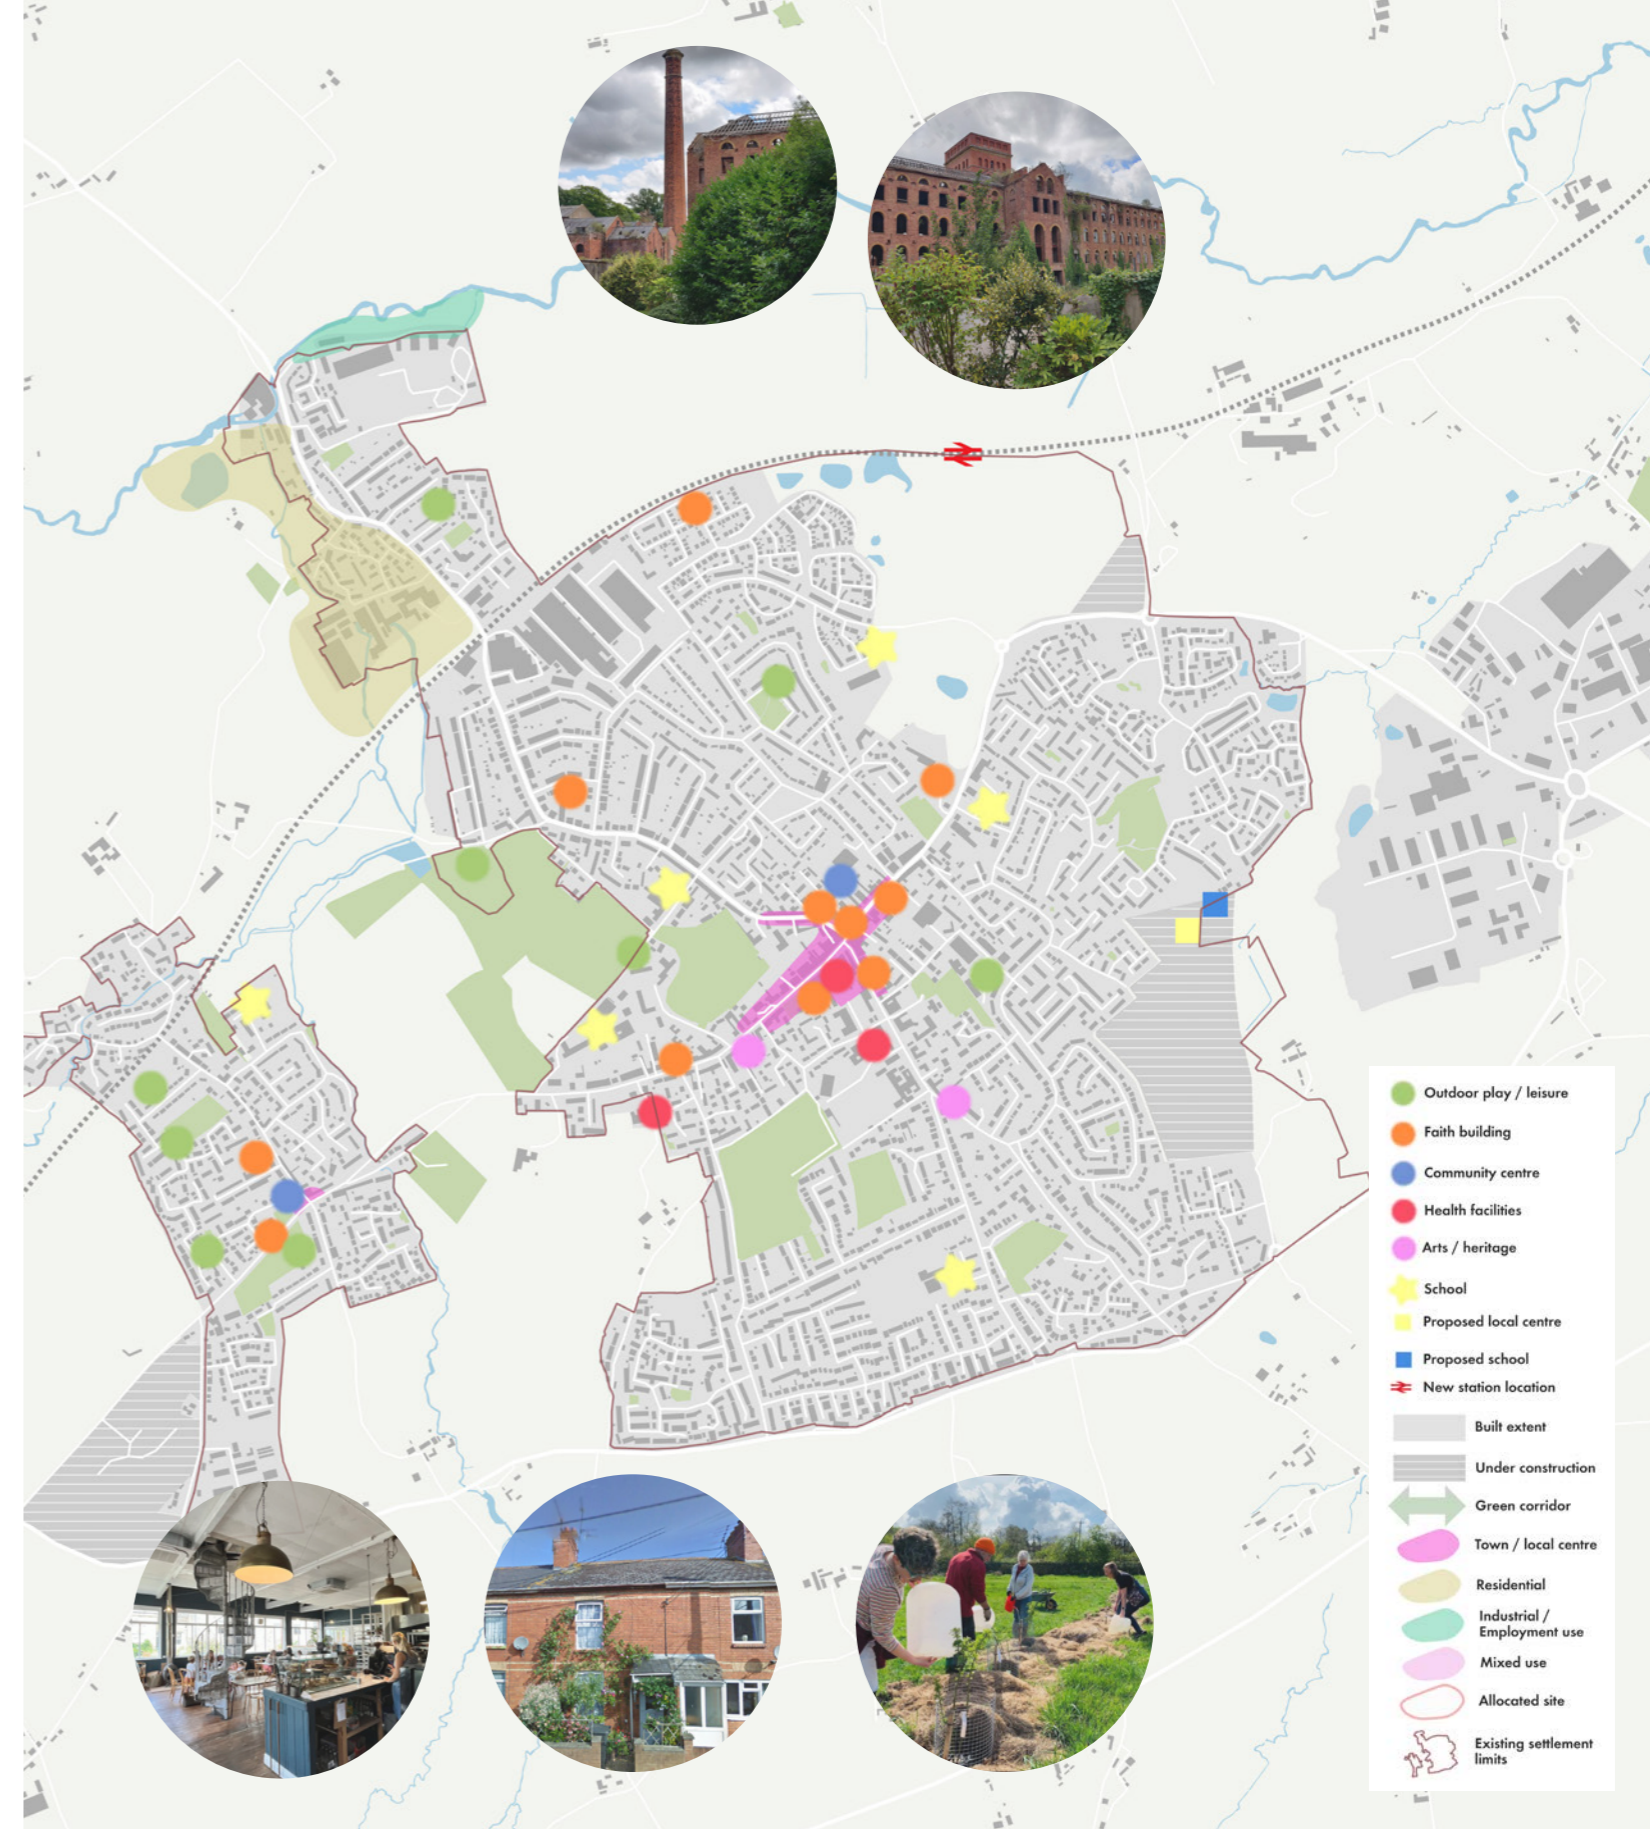 Outdoor play / leisure
Faith building
Community centre
Health facilities
Arts / heritage
School
Proposed local centre
Proposed school
New station location
Built extent
Under construction
Green corridor
Town / local centre
Residential
Industrial /
Employment use
Mixed use
Allocated site
Existing settlement
limits